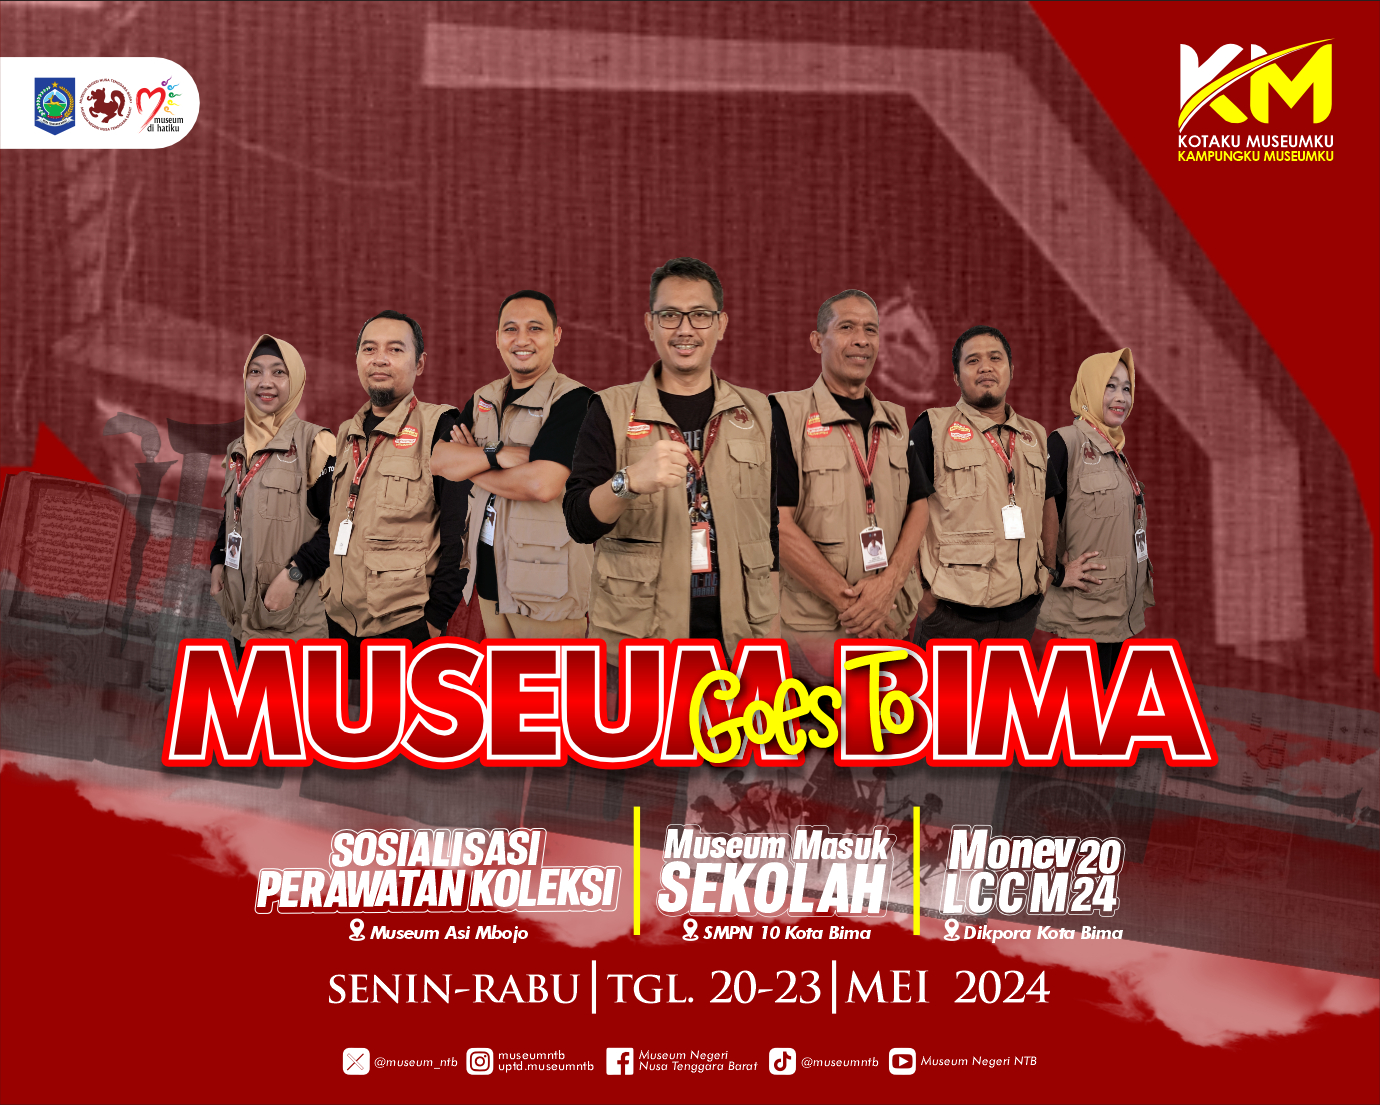 museum
di hatiku
KM
KOTAKU MUSEUMKU
KAMPUNGKU MUSEUMKU
MUSEUM Goes To BIMA
SOSIALISASI
PERAWATAN KOLEKSI
Museum Asi Mbojo
Museum Masuk
SEKOLAH
SMPN 10 Kota Bima
Monev 20
LCCM 24
Dikpora Kota Bima
SENIN-RABU | TGL. 20-23 | MEI 2024
@museum_ntb
museumntb
uptd.museumntb
Museum Negeri
Nusa Tenggara Barat
@museumntb
Museum Negeri NTB